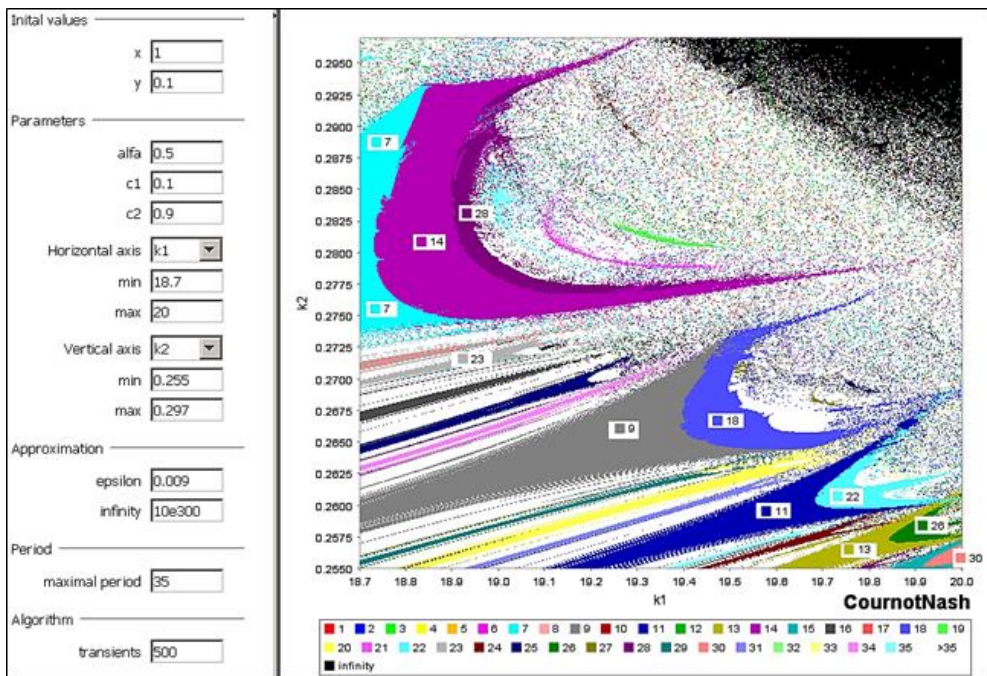 Inital values
x 1
y 0.1
Parameters
alfa 0.5
c1 0.1
c2 0.9
Horizontal axis k1
min 18.7
max 20
Vertical axis k2
min 0.255
max 0.297
Approximation
epsilon 0.009
infinity 10e300
Period
maximal period 35
Algorithm
transients 500
k2
0.2950
0.2925
0.2900
0.2875
0.2850
0.2825
0.2800
0.2775
0.2750
0.2725
0.2700
0.2675
0.2650
0.2625
0.2600
0.2575
0.2550
7
28
14
7
23
18
9
22
11
26
13
30
18.7 18.8 18.9 19.0 19.1 19.2 19.3 19.4 19.5 19.6 19.7 19.8 19.9 20.0
k1
CournotNash
1 2 3 4 5 6 7 8 9 10 11 12 13 14 15 16 17 18 19
20 21 22 23 24 25 26 27 28 29 30 31 32 33 34 35 >35
infinity